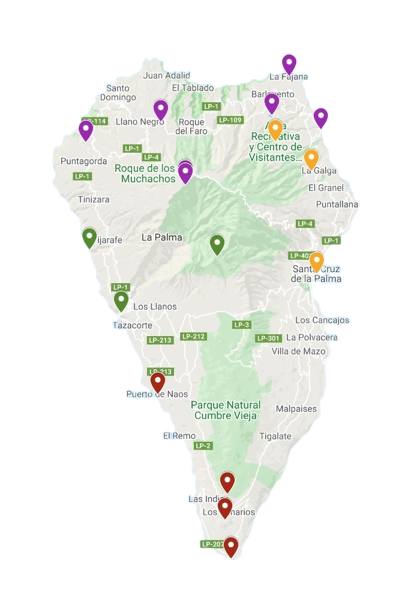 Juan Adalid
La Fajana
Santo
Domingo
El Tablado
Barlovento
LP-1
LP-114
Llano Negro
Roque
del Faro
LP-109
Recreativa
y Centro de
Visitantes...
LP-1
LP-4
Puntagorda
Roque de los
Muchachos
La Galga
LP-1
El Granel
Tinizara
Puntallana
LP-4
La Palma
LP-1
ijarafe
LP-40
Santa Cruz
de la Palma
LP-1
Los Llanos
Tazacorte
Los Cancajos
LP-3
LP-213
LP-212
LP-301
La Polvacera
Villa de Mazo
LP-213
Puerto de Naos
Parque Natural
Cumbre Vieja
Malpaises
El Remo
Tigalate
LP-2
Las Indias
Los
narios
LP-207